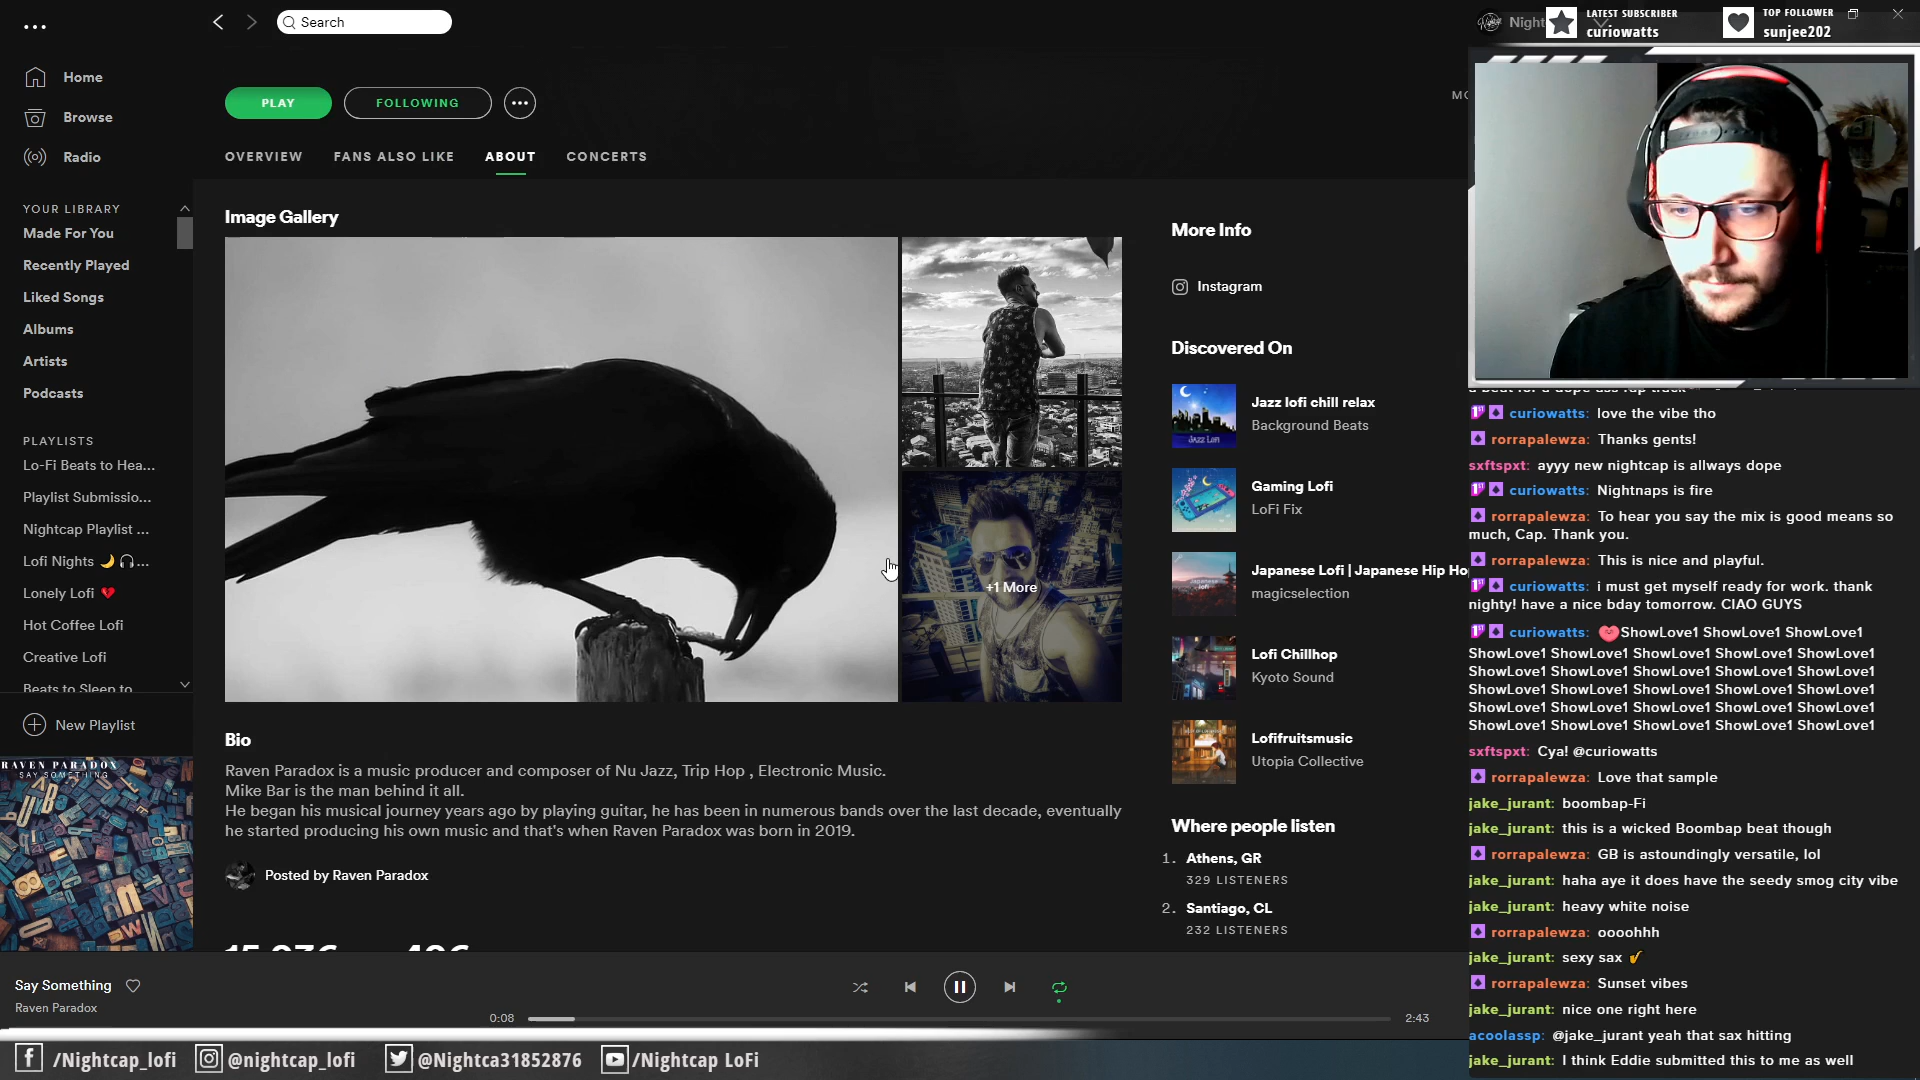 Search
Nightc
LATEST SUBSCRIBER
curiowatts
TOP FOLLOWER
sunjee202
Home
Browse
Radio
YOUR LIBRARY
Made For You
Recently Played
Liked Songs
Albums
Artists
Podcasts
PLAYLISTS
Lo-Fi Beats to Hea...
Playlist Submissio...
Nightcap Playlist ...
Lofi Nights 🌙🎧...
Lonely Lofi 💔
Hot Coffee Lofi
Creative Lofi
Beats to Sleep to
New Playlist
RAVEN PARADOX
SAY SOMETHING
PLAY
FOLLOWING
OVERVIEW
FANS ALSO LIKE
ABOUT
CONCERTS
Image Gallery
+1 More
Bio
Raven Paradox is a music producer and composer of Nu Jazz, Trip Hop , Electronic Music.
Mike Bar is the man behind it all.
He began his musical journey years ago by playing guitar, he has been in numerous bands over the last decade, eventually
he started producing his own music and that's when Raven Paradox was born in 2019.
Posted by Raven Paradox
More Info
Instagram
Discovered On
Jazz lofi chill relax
Background Beats
Gaming Lofi
LoFi Fix
Japanese Lofi | Japanese Hip Ho
magicselection
Lofi Chillhop
Kyoto Sound
Lofifruitsmusic
Utopia Collective
Where people listen
1. Athens, GR
329 LISTENERS
2. Santiago, CL
232 LISTENERS
curiowatts: love the vibe tho
rorrapalewza: Thanks gents!
sxftspxt: ayyy new nightcap is allways dope
curiowatts: Nightnaps is fire
rorrapalewza: To hear you say the mix is good means so
much, Cap. Thank you.
rorrapalewza: This is nice and playful.
curiowatts: i must get myself ready for work. thank
nighty! have a nice bday tomorrow. CIAO GUYS
curiowatts: ShowLove1 ShowLove1 ShowLove1
ShowLove1 ShowLove1 ShowLove1 ShowLove1 ShowLove1
ShowLove1 ShowLove1 ShowLove1 ShowLove1 ShowLove1
ShowLove1 ShowLove1 ShowLove1 ShowLove1 ShowLove1
ShowLove1 ShowLove1 ShowLove1 ShowLove1 ShowLove1
ShowLove1 ShowLove1 ShowLove1 ShowLove1 ShowLove1
sxftspxt: Cya! @curiowatts
rorrapalewza: Love that sample
jake_jurant: boombap-Fi
jake_jurant: this is a wicked Boombap beat though
rorrapalewza: GB is astoundingly versatile, lol
jake_jurant: haha aye it does have the seedy smog city vibe
jake_jurant: heavy white noise
rorrapalewza: oooohhh
jake_jurant: sexy sax
rorrapalewza: Sunset vibes
jake_jurant: nice one right here
acoolassp: @jake_jurant yeah that sax hitting
jake_jurant: I think Eddie submitted this to me as well
Say Something
Raven Paradox
0:08
2:43
/Nightcap_lofi
@nightcap_lofi
@Nightca31852876
/Nightcap LoFi